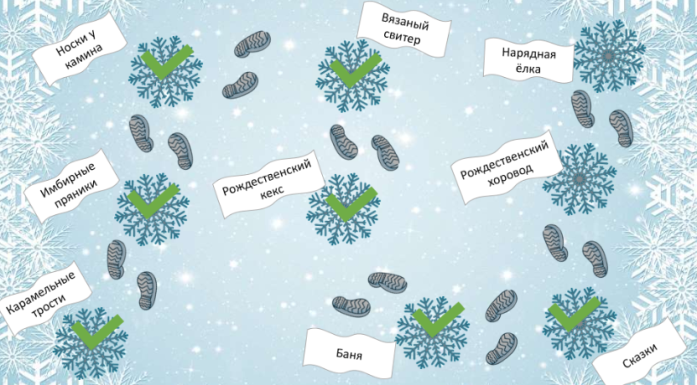 Носки у
камина
Вязаный
свитер
Нарядная
ёлка
Имбирные
пряники
Рождественский
кекс
Рождественский
хоровод
Карамельные
трости
Баня
Сказки